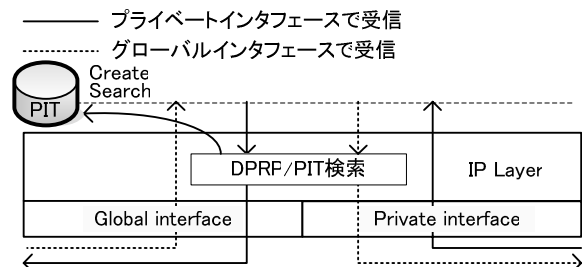 プライベートインタフェースで受信
グローバルインタフェースで受信
Create
Search
PIT
DPRP/PIT検索
IP Layer
Global interface
Private interface